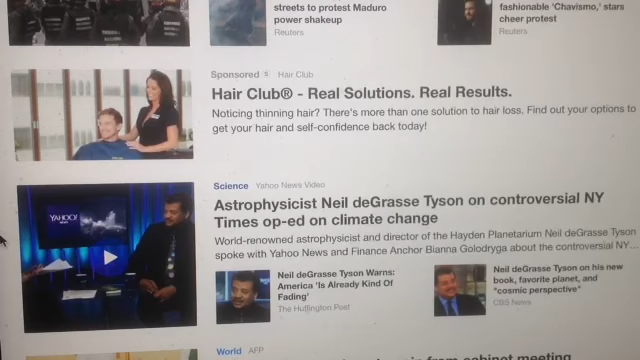 streets to protest Maduro
power shakeup
Reuters
fashionable 'Chavismo,' stars
cheer protest
Reuters
Sponsored $ Hair Club
Hair Club® - Real Solutions. Real Results.
Noticing thinning hair? There's more than one solution to hair loss. Find out your options to
get your hair and self-confidence back today!
YAHOO!
NEWS
Science Yahoo News Video
Astrophysicist Neil deGrasse Tyson on controversial NY
Times op-ed on climate change
World-renowned astrophysicist and director of the Hayden Planetarium Neil deGrasse Tyson
spoke with Yahoo News and Finance Anchor Bianna Golodryga about the controversial NY...
Neil deGrasse Tyson Warns:
America 'Is Already Kind Of
Fading'
The Huffington Post
Neil deGrasse Tyson on his new
book, favorite planet, and
"cosmic perspective"
CBS News
World AFP
from cabinet meeting